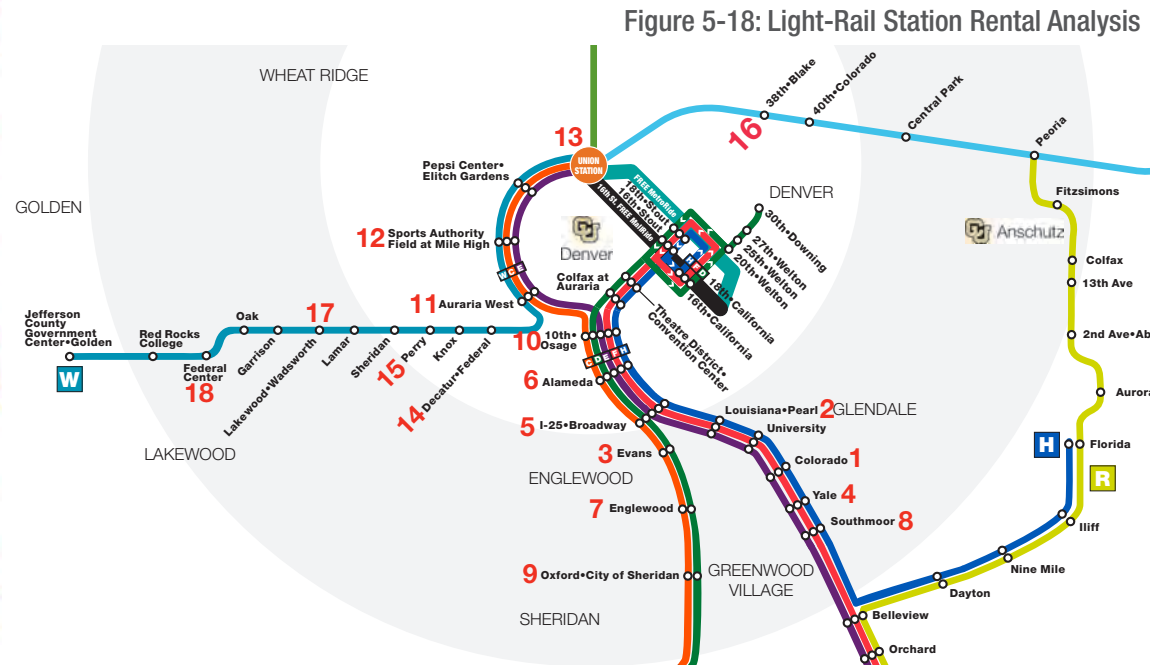 Figure 5-18: Light-Rail Station Rental Analysis
WHEAT RIDGE
38th•Blake
40th•Colorado
Central Park
Peoria
16
13
UNION
STATION
Pepsi Center•
Elitch Gardens
FREE MetroRide
16th St. FREE MallRide
18th•Stout
16th•Stout
DENVER
GOLDEN
Fitzsimons
30th•Downing
27th•Welton
25th•Welton
20th•Welton
Denver
Anschutz
12
Sports Authority
Field at Mile High
W C E
Colfax at
Auraria
Colfax
13th Ave
18th•California
16th•California
Theatre District•
Convention Center
11
Auraria West
17
Oak
Jefferson
County
Government
Center•Golden
Red Rocks
College
Federal
Center
18
W
Garrison
Lakewood•Wadsworth
Lamar
Sheridan
15
Perry
Knox
14
Decatur•Federal
10
10th•
Osage
C D E F H
2nd Ave•Ab
6
Alameda
Aurora
Louisiana•Pearl
2
GLENDALE
5
I-25•Broadway
University
H
Florida
R
LAKEWOOD
3
Evans
Colorado
1
ENGLEWOOD
Yale
4
7
Englewood
Southmoor
8
Iliff
Nine Mile
9
Oxford•City of Sheridan
GREENWOOD
VILLAGE
Dayton
SHERIDAN
Belleview
Orchard